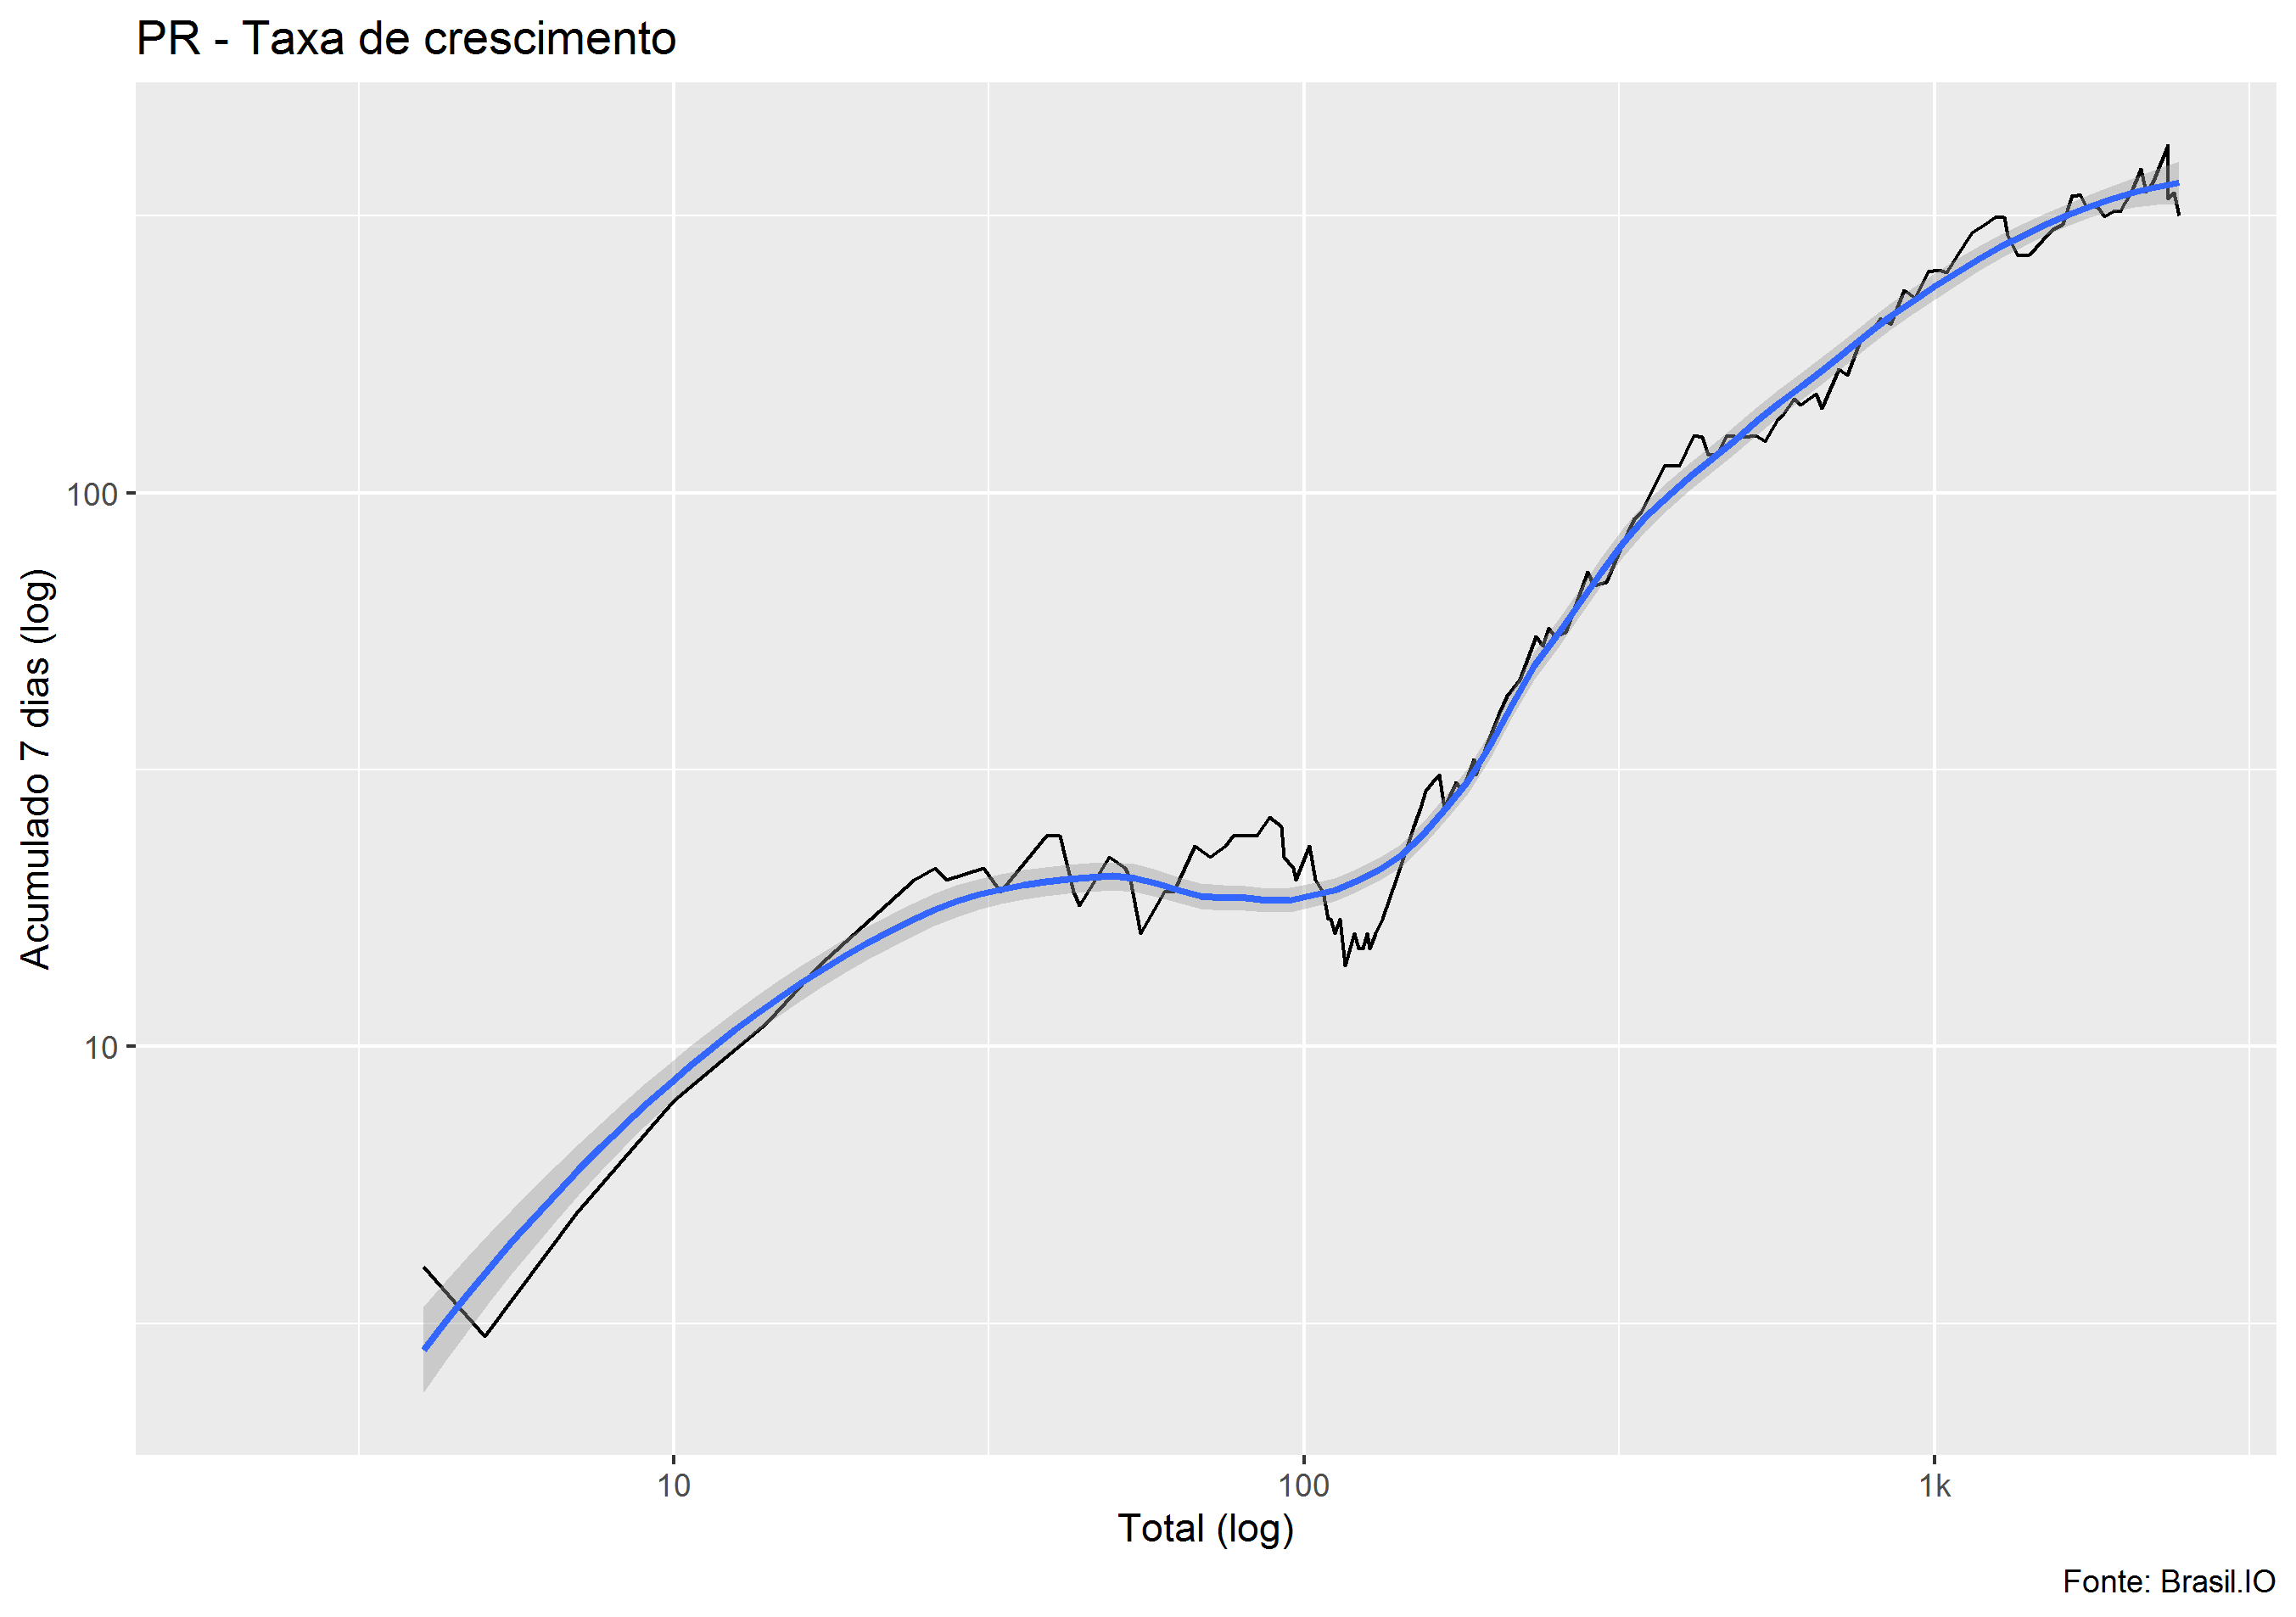 PR - Taxa de crescimento
Acumulado 7 dias (log)
100
10
10
100
1k
Total (log)
Fonte: Brasil.IO